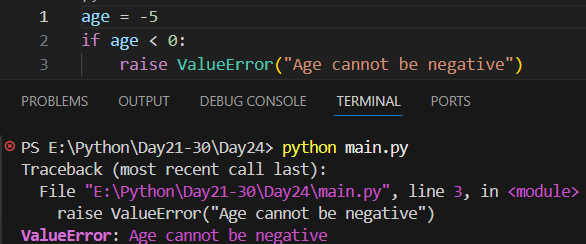 1 age = -5
2 if age < 0:
3 raise ValueError("Age cannot be negative")
PROBLEMS OUTPUT DEBUG CONSOLE TERMINAL PORTS
PS E:\Python\Day21-30\Day24> python main.py
Traceback (most recent call last):
File "E:\Python\Day21-30\Day24\main.py", line 3, in <module>
raise ValueError("Age cannot be negative")
ValueError: Age cannot be negative